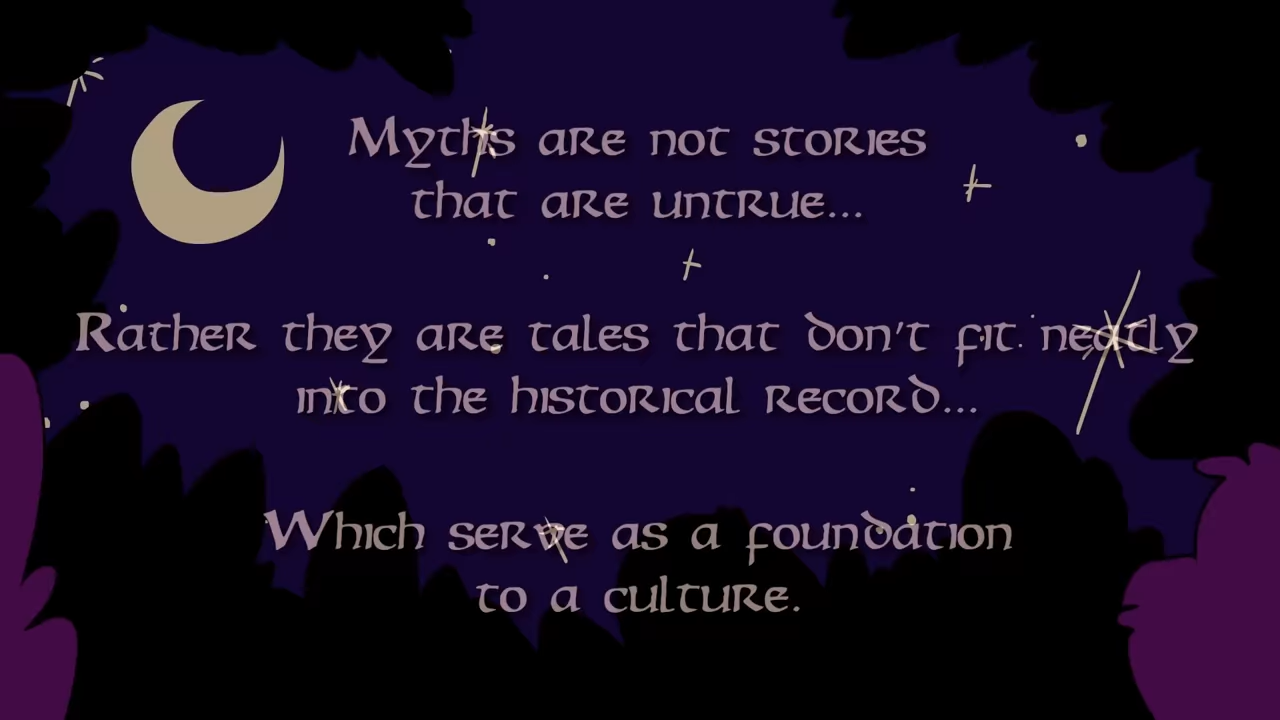 Myths are not stories
that are untrue...
Rather they are tales that don't fit neatly
into the historical record...
Which serve as a foundation
to a culture.